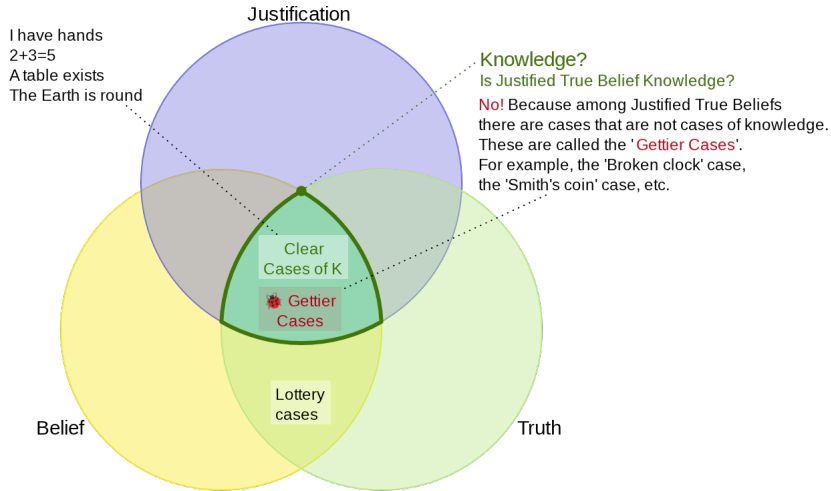 Justification
I have hands
2+3=5
A table exists
The Earth is round
Knowledge?
Is Justified True Belief Knowledge?
No! Because among Justified True Beliefs
there are cases that are not cases of knowledge.
These are called the 'Gettier Cases'.
For example, the 'Broken clock' case,
the 'Smith's coin' case, etc.
Clear
Cases of K
Gettier
Cases
Lottery
cases
Belief
Truth